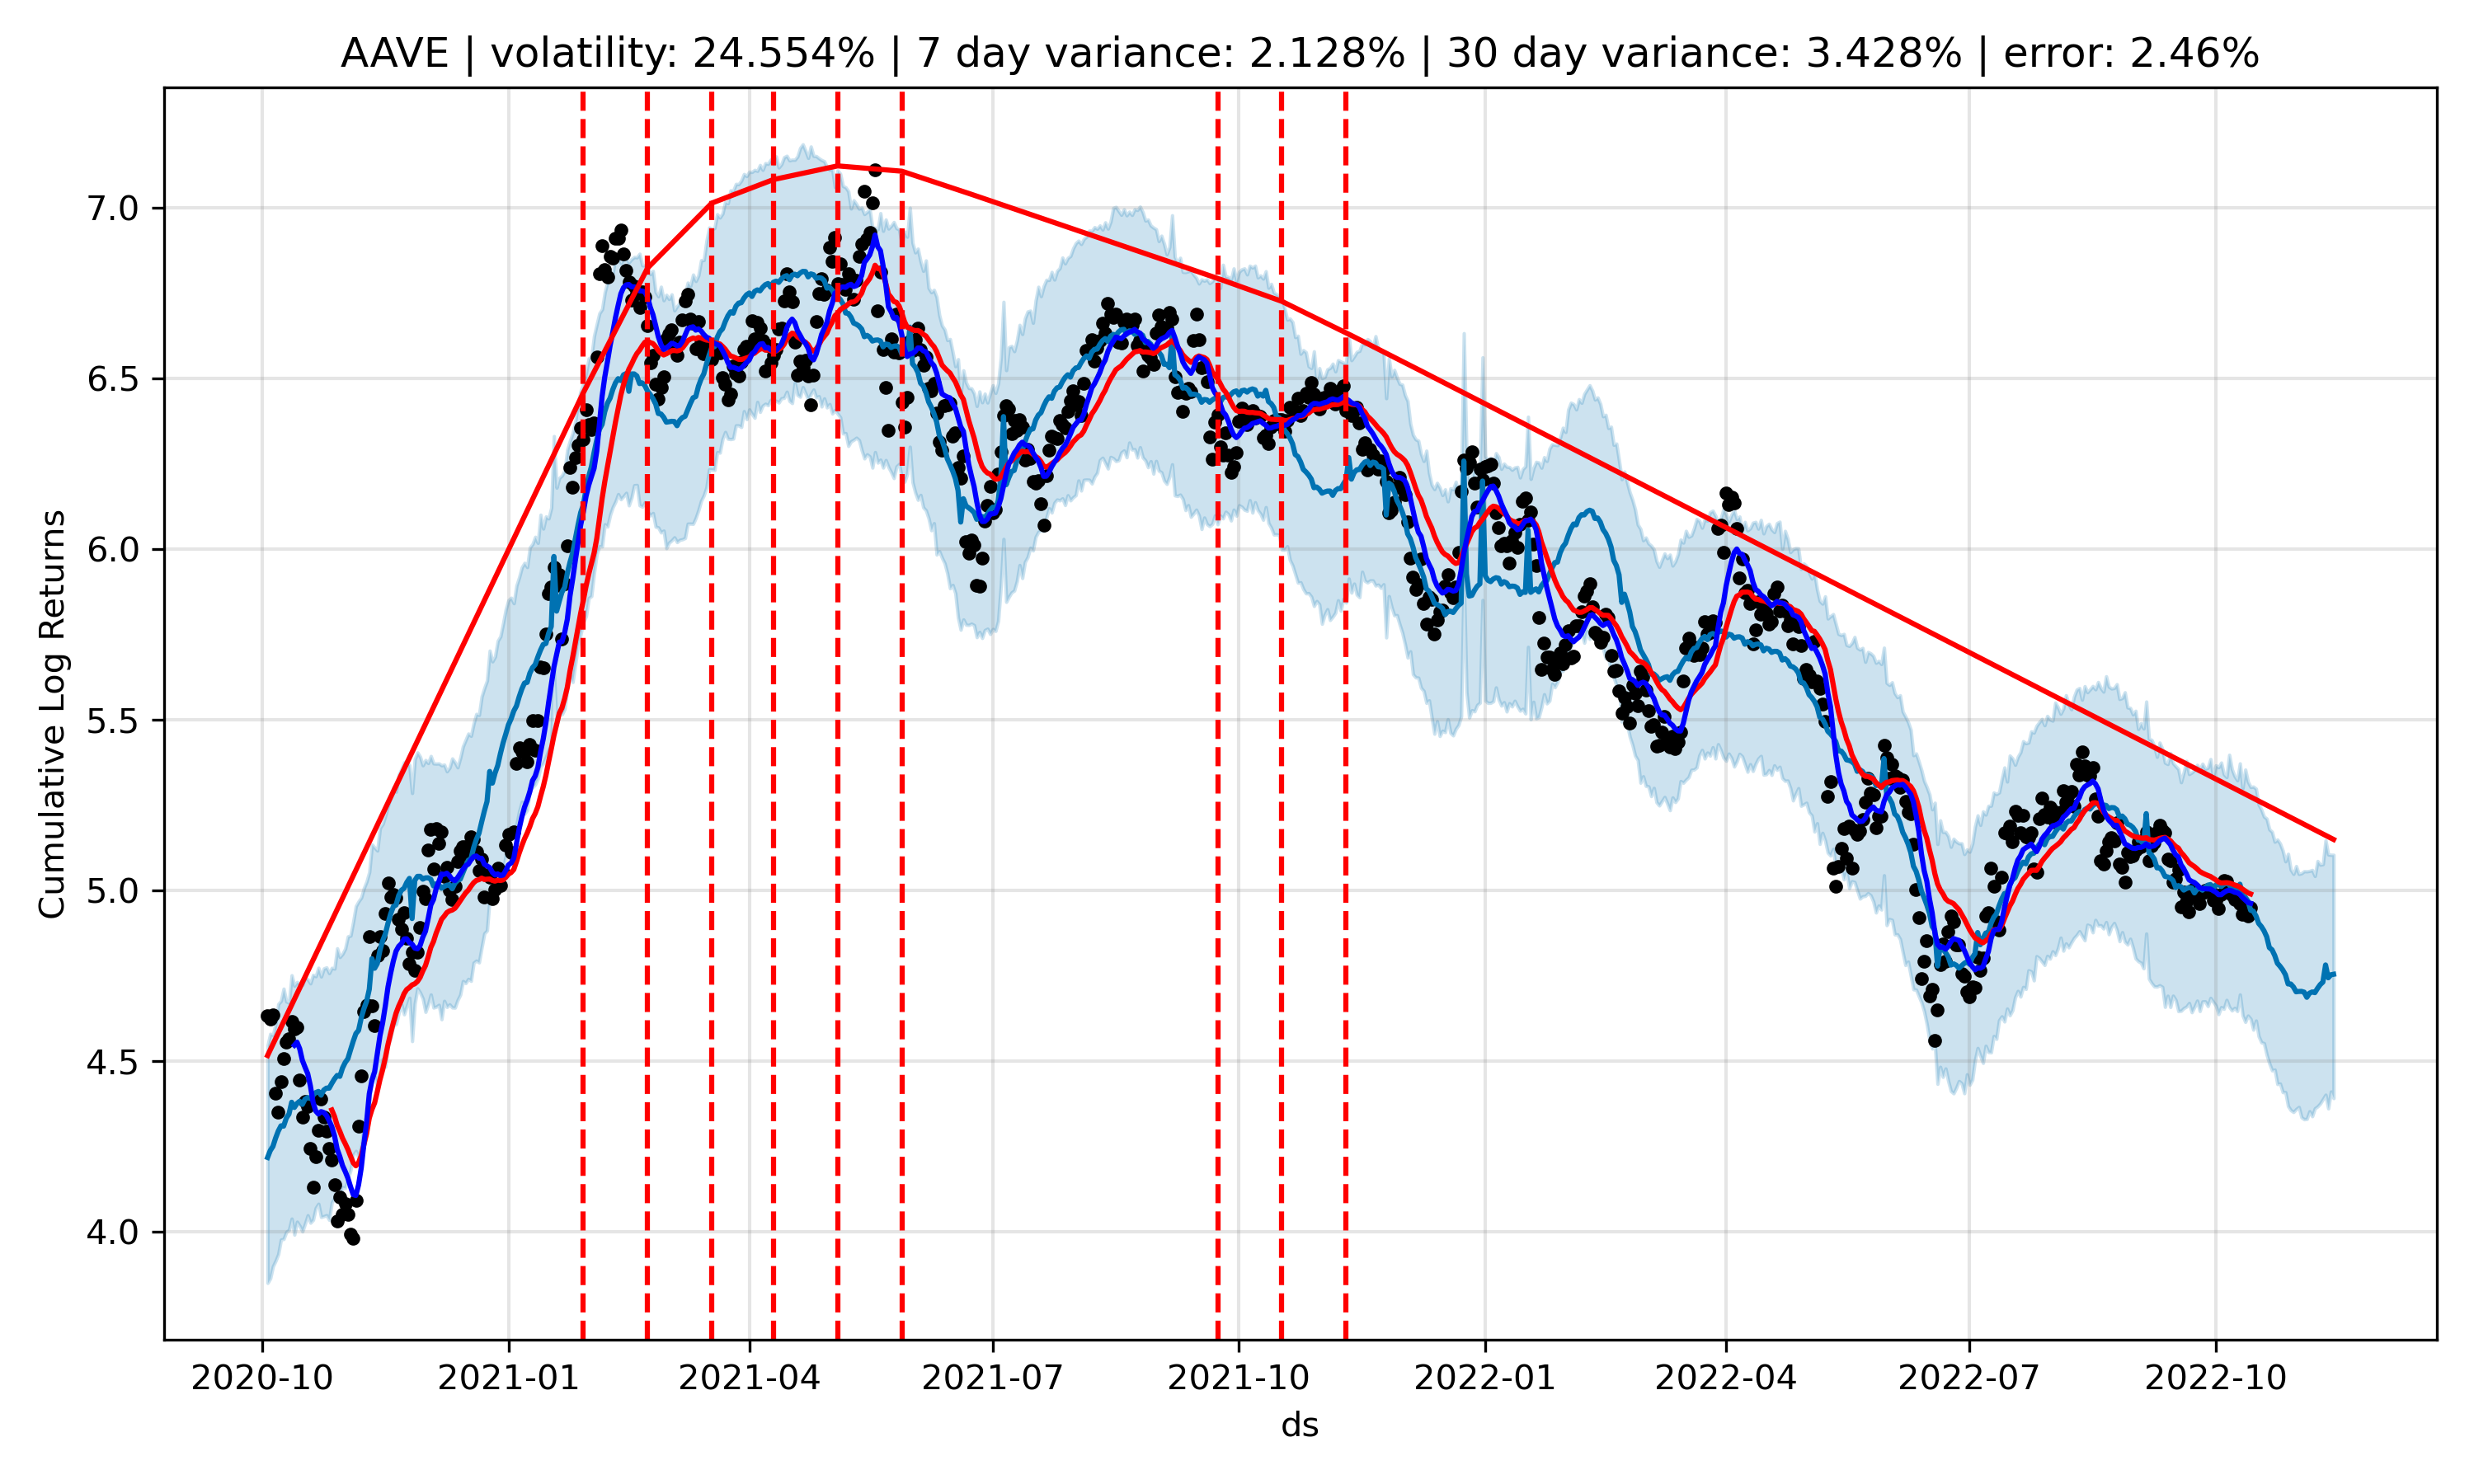 AAVE | volatility: 24.554% | 7 day variance: 2.128% | 30 day variance: 3.428% | error: 2.46%
Cumulative Log Returns
7.0
6.5
6.0
5.5
5.0
4.5
4.0
2020-10 2021-01 2021-04 2021-07 2021-10 2022-01 2022-04 2022-07 2022-10
ds